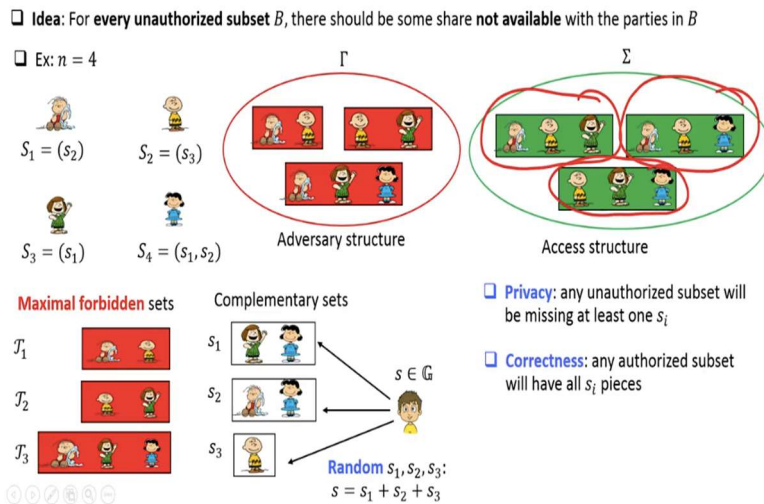 Idea: For every unauthorized subset B, there should be some share not available with the parties in B
Ex: n = 4
Γ
Σ
S₁ = (s₂)
S₂ = (s₃)
S₃ = (s₁)
S₄ = (s₁, s₂)
Adversary structure
Access structure
Maximal forbidden sets
Complementary sets
𝒯₁
s₁
𝒯₂
s₂
𝒯₃
s₃
s ∈ 𝔾
Random s₁, s₂, s₃:
s = s₁ + s₂ + s₃
Privacy: any unauthorized subset will
be missing at least one sᵢ
Correctness: any authorized subset
will have all sᵢ pieces